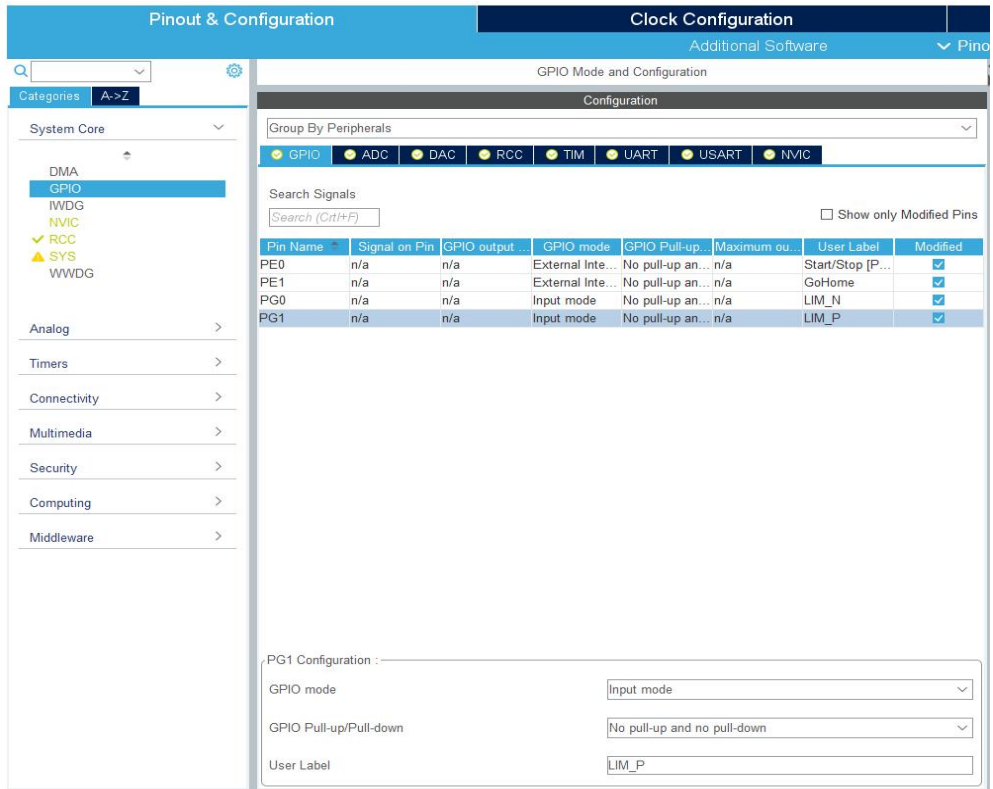 Pinout & Configuration
Clock Configuration
Additional Software
Pino
GPIO Mode and Configuration
Categories
A->Z
Configuration
System Core
Group By Peripherals
GPIO
ADC
DAC
RCC
TIM
UART
USART
NVIC
DMA
GPIO
IWDG
NVIC
RCC
SYS
WWDG
Search Signals
Search (Crtl+F)
Show only Modified Pins
Pin Name Signal on Pin GPIO output ... GPIO mode GPIO Pull-up... Maximum ou... User Label Modified
PE0 n/a n/a External Inte... No pull-up an... n/a Start/Stop [P...
PE1 n/a n/a External Inte... No pull-up an... n/a GoHome
PG0 n/a n/a Input mode No pull-up an... n/a LIM_N
PG1 n/a n/a Input mode No pull-up an... n/a LIM_P
Analog
Timers
Connectivity
Multimedia
Security
Computing
Middleware
PG1 Configuration :
GPIO mode
Input mode
GPIO Pull-up/Pull-down
No pull-up and no pull-down
User Label
LIM_P